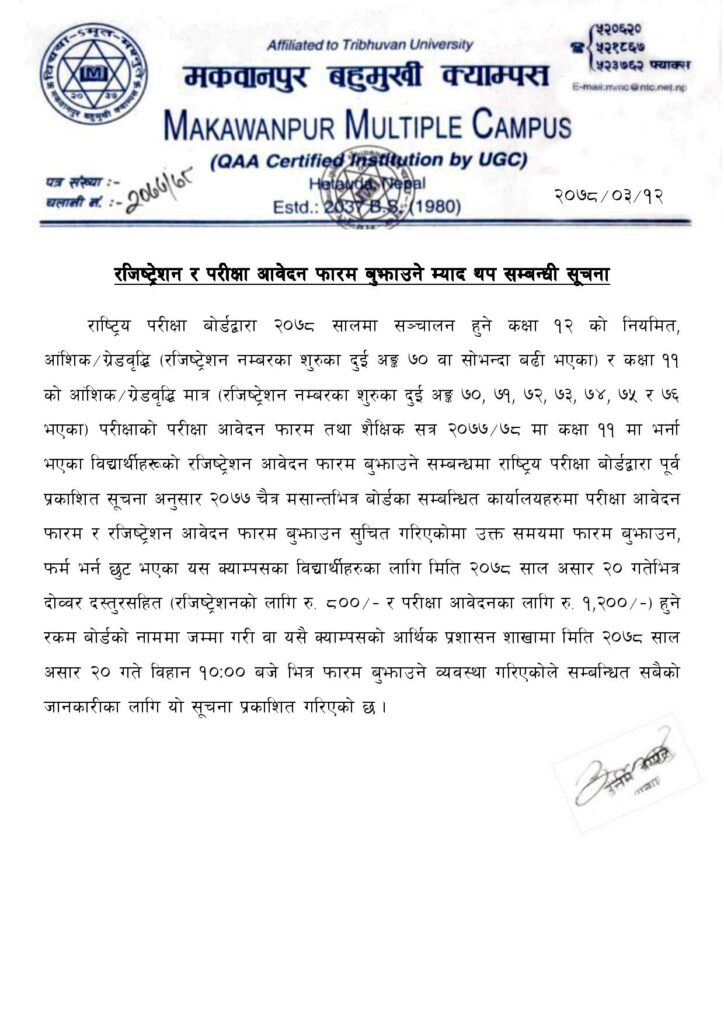 Affiliated to Tribhuvan University
मकवानपुर बहुमुखी क्याम्पस
MAKAWANPUR MULTIPLE CAMPUS
(QAA Certified Institution by UGC)
Hetauda, Nepal
Estd.: 2037 B.S. (1980)
५२०६२०
५२१८६७
५२३७६२ फ्याक्स
E-mail:mmc@ntc.net.np
पत्र संख्या :- २०७७/७८
चलानी नं. :-
२०७८/०३/१२
रजिष्ट्रेशन र परीक्षा आवेदन फारम बुझाउने म्याद थप सम्बन्धी सूचना
राष्ट्रिय परीक्षा बोर्डद्वारा २०७८ सालमा सञ्चालन हुने कक्षा १२ को नियमित,
आंशिक/ग्रेडवृद्धि (रजिष्ट्रेशन नम्बरका शुरुका दुई अङ्क ७० वा सोभन्दा बढी भएका) र कक्षा ११
को आंशिक/ग्रेडवृद्धि मात्र (रजिष्ट्रेशन नम्बरका शुरुका दुई अङ्क ७०, ७१, ७२, ७३, ७४, ७५ र ७६
भएका) परीक्षाको परीक्षा आवेदन फारम तथा शैक्षिक सत्र २०७७/७८ मा कक्षा ११ मा भर्ना
भएका विद्यार्थीहरूको रजिष्ट्रेशन आवेदन फारम बुझाउने सम्बन्धमा राष्ट्रिय परीक्षा बोर्डद्वारा पूर्व
प्रकाशित सूचना अनुसार २०७७ चैत्र मसान्तभित्र बोर्डका सम्बन्धित कार्यालयहरुमा परीक्षा आवेदन
फारम र रजिष्ट्रेशन आवेदन फारम बुझाउन सुचित गरिएकोमा उक्त समयमा फारम बुझाउन,
फर्म भर्न छुट भएका यस क्याम्पसका विद्यार्थीहरुका लागि मिति २०७८ साल असार २० गतेभित्र
दोव्वर दस्तुरसहित (रजिष्ट्रेशनको लागि रु. ८००/- र परीक्षा आवेदनका लागि रु. १,२००/-) हुने
रकम बोर्डको नाममा जम्मा गरी वा यसै क्याम्पसको आर्थिक प्रशासन शाखामा मिति २०७८ साल
असार २० गते विहान १०:०० बजे भित्र फारम बुझाउने व्यवस्था गरिएकोले सम्बन्धित सबैको
जानकारीका लागि यो सूचना प्रकाशित गरिएको छ ।